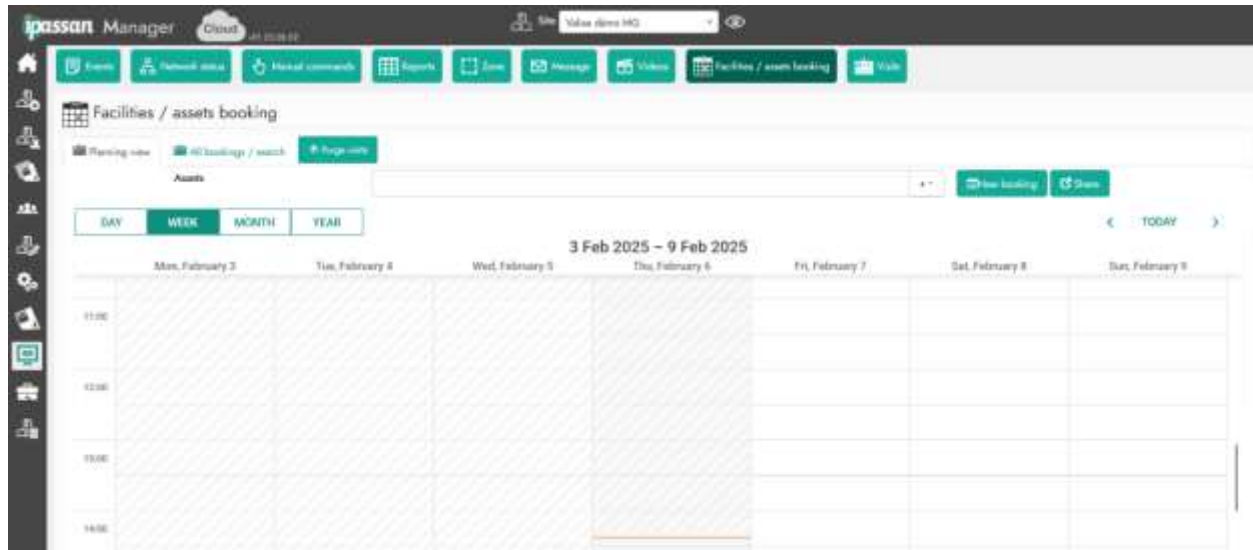 ipassan Manager Cloud
Site Value demo HQ
Events Network status Manual commands Reports Zone Message Videos Facilities / assets booking Visits
Facilities / assets booking
Planning view All bookings / search
Assets New booking Share
DAY WEEK MONTH YEAR TODAY
3 Feb 2025 – 9 Feb 2025
Mon, February 3 Tue, February 4 Wed, February 5 Thu, February 6 Fri, February 7 Sat, February 8 Sun, February 9
11:00
12:00
13:00
14:00